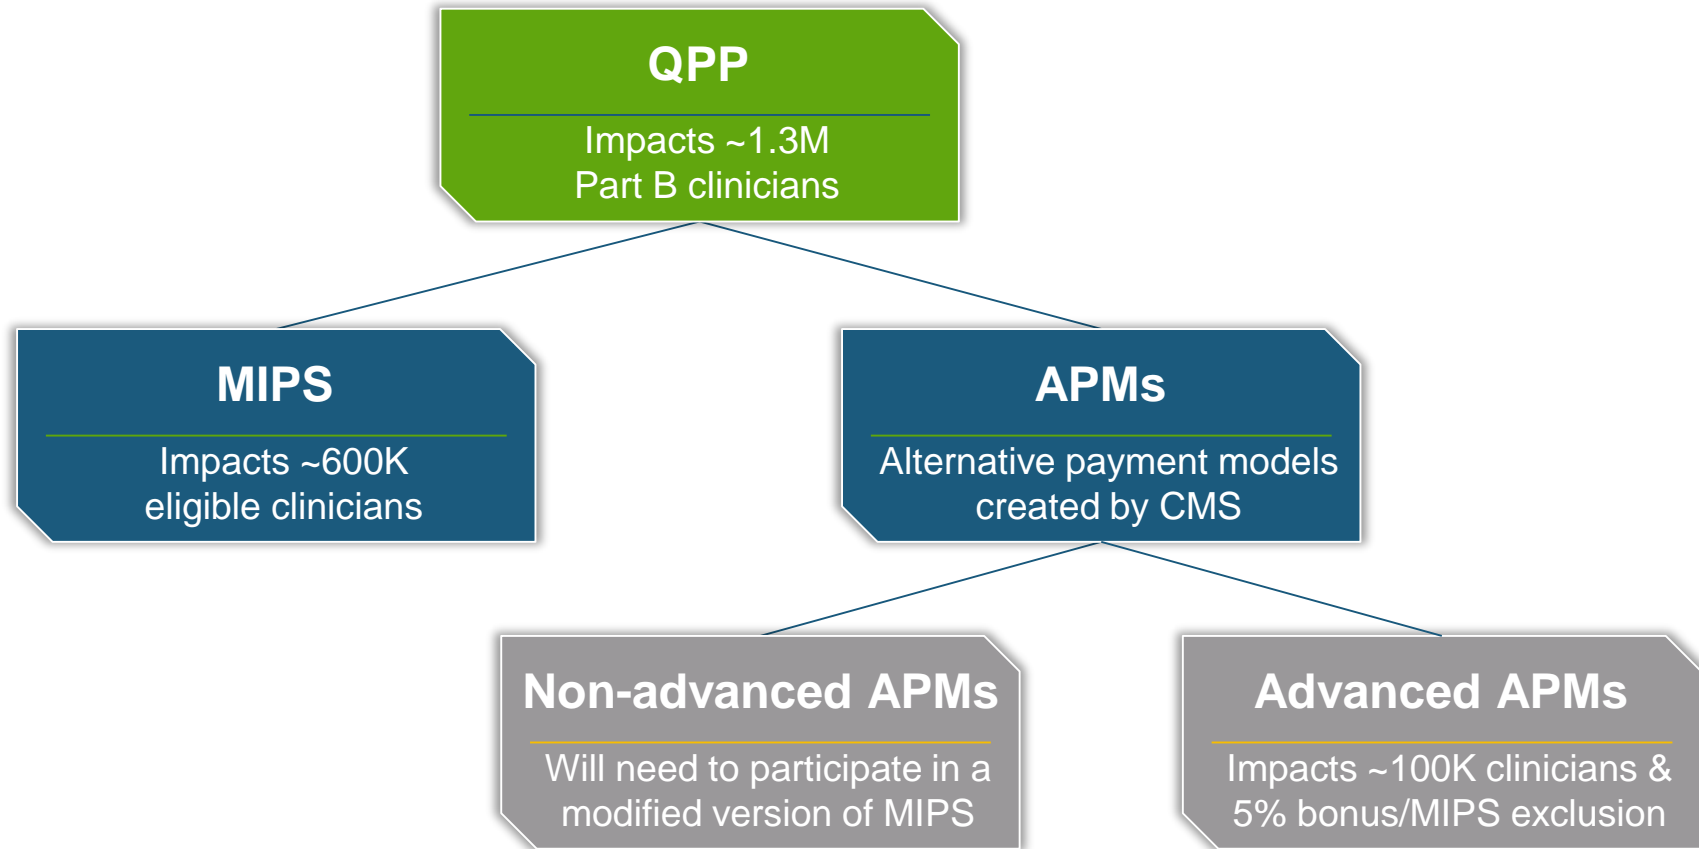 QPP
Impacts ~1.3M
Part B clinicians
MIPS
Impacts ~600K
eligible clinicians
APMs
Alternative payment models
created by CMS
Non-advanced APMs
Will need to participate in a
modified version of MIPS
Advanced APMs
Impacts ~100K clinicians &
5% bonus/MIPS exclusion